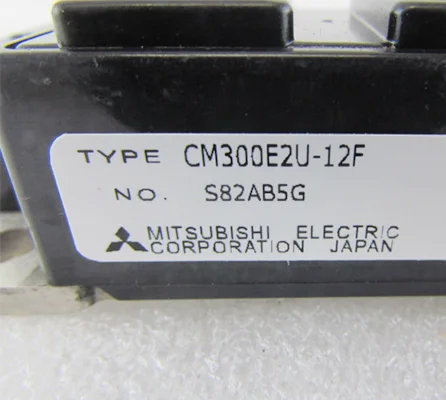 TYPE CM300E2U-12F
NO. S82AB5G
MITSUBISHI ELECTRIC
CORPORATION JAPAN